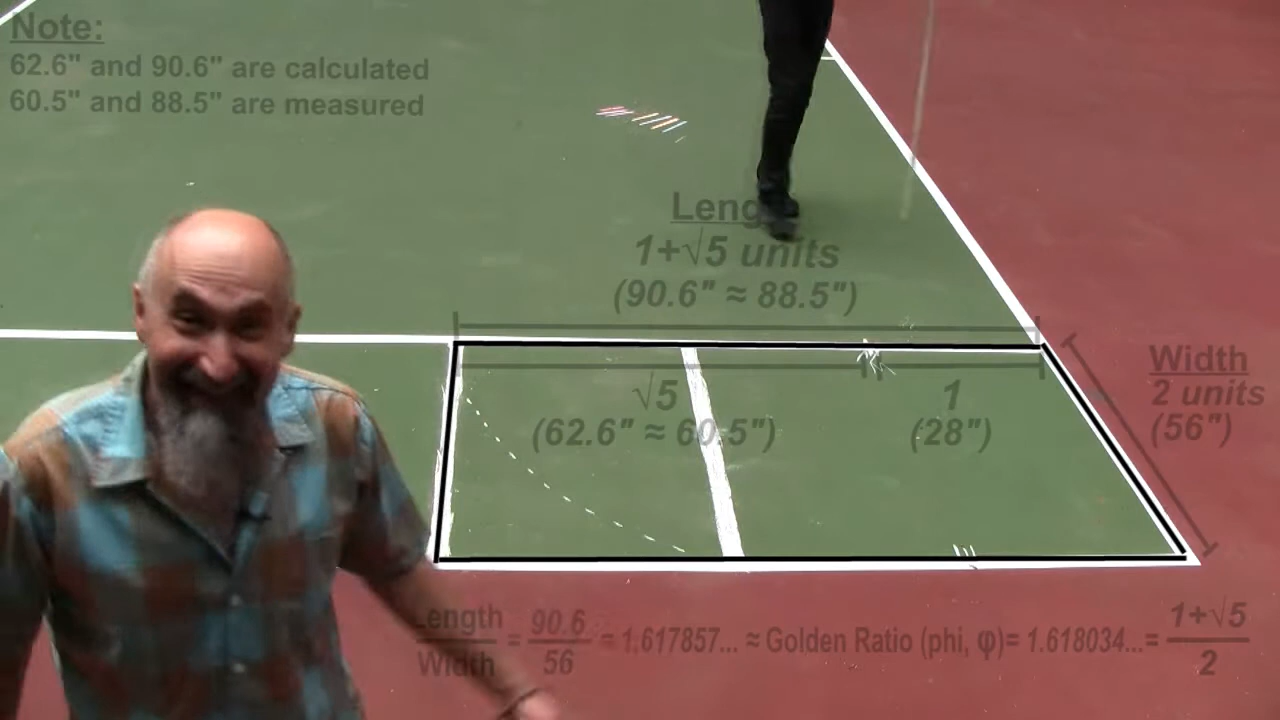 Note:
62.6" and 90.6" are calculated
60.5" and 88.5" are measured
Leng
1+√5 units
(90.6" ≈ 88.5")
√5
(62.6" ≈ 60.5")
1
(28")
Width
2 units
(56")
Length/Width = 90.6/56 = 1.617857... ≈ Golden Ratio (phi, φ)= 1.618034...= 1+√5/2